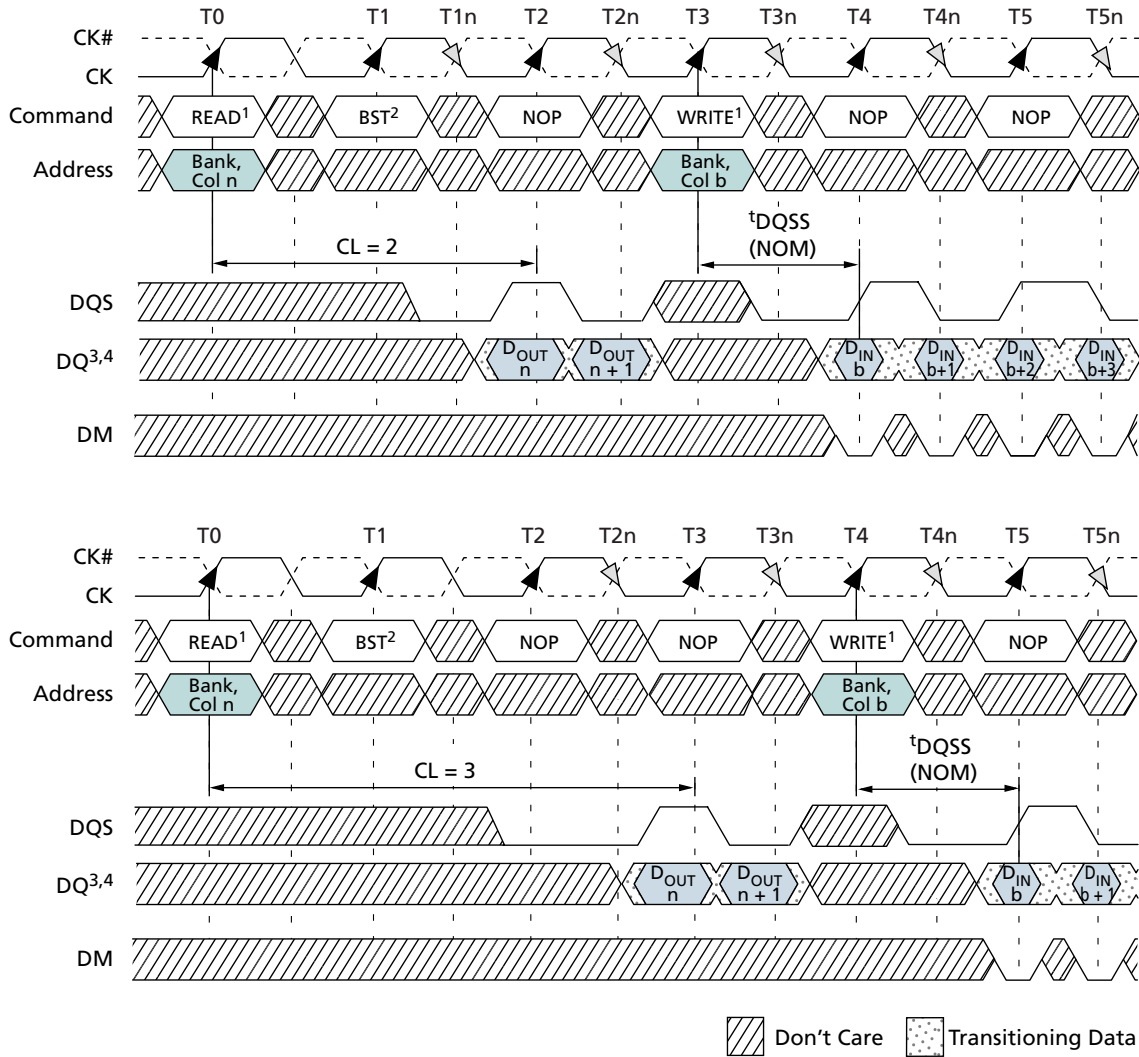 T0 T1 T1n T2 T2n T3 T3n T4 T4n T5 T5n
CK#
CK
Command READ1 BST2 NOP WRITE1 NOP NOP
Address Bank, Col n Bank, Col b
CL = 2
tDQSS
(NOM)
DQS
DQ3,4 DOUT n DOUT n + 1 DIN b DIN b+1 DIN b+2 DIN b+3
DM
T0 T1 T2 T2n T3 T3n T4 T4n T5 T5n
CK#
CK
Command READ1 BST2 NOP NOP WRITE1 NOP
Address Bank, Col n Bank, Col b
CL = 3
tDQSS
(NOM)
DQS
DQ3,4 DOUT n DOUT n + 1 DIN b DIN b + 1
DM
Don't Care Transitioning Data